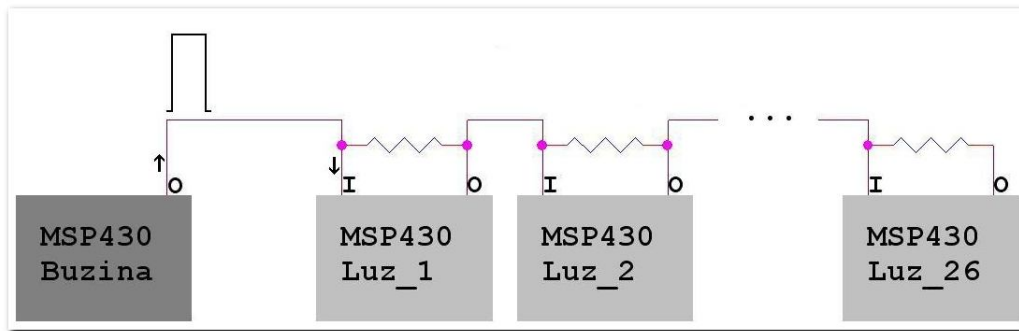 O
MSP430
Buzina
I
O
MSP430
Luz_1
I
O
MSP430
Luz_2
...
I
O
MSP430
Luz_26